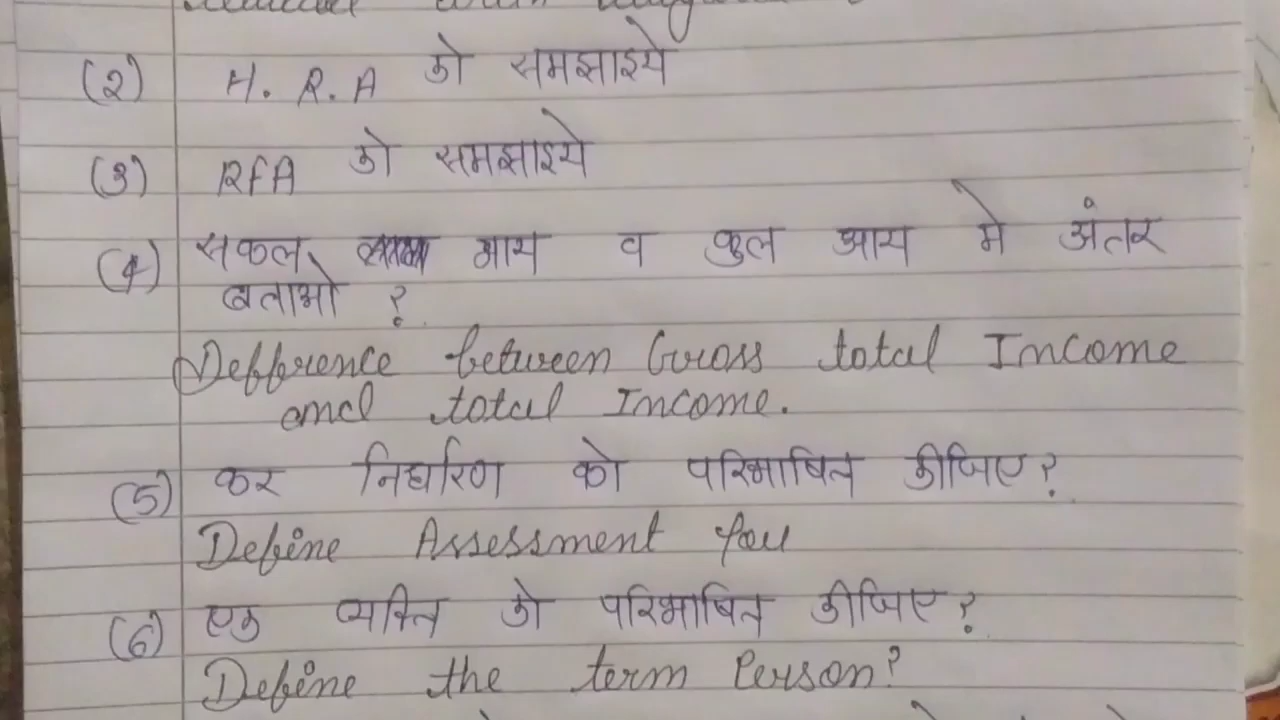 (2) H. R. A को समझाइये
(3) RFA को समझाइये
(4) सकल आय व कुल आय मे अंतर
बताओ ?
Defference between Gross total Income
and total Income.
(5) कर निर्धारण को परिभाषित कीजिए?
Define Assessment
(6) एक व्यक्ति को परिभाषित कीजिए?
Define the term Person?